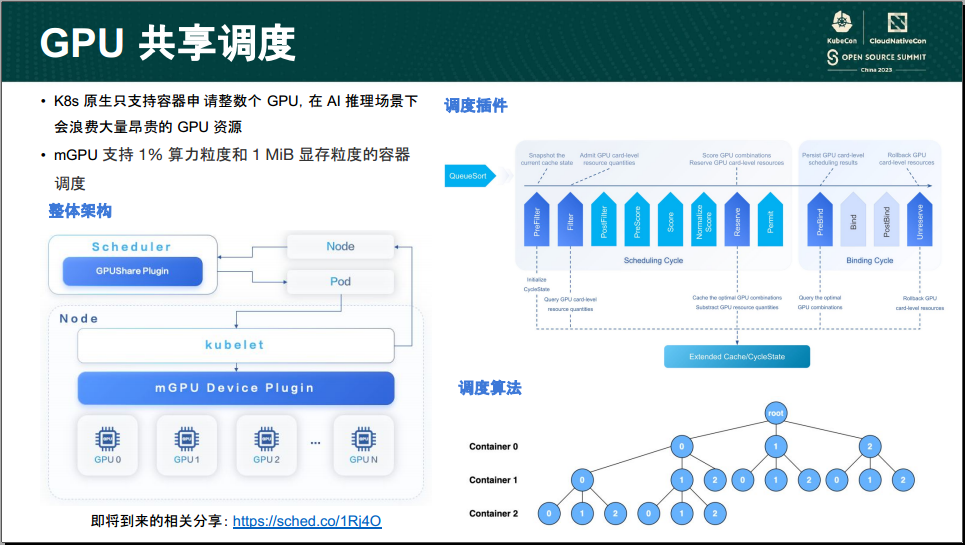 GPU 共享调度
KubeCon
CloudNativeCon
OPEN SOURCE SUMMIT
China 2023
• K8s 原生只支持容器申请整数个 GPU, 在 AI 推理场景下
会浪费大量昂贵的 GPU 资源
• mGPU 支持 1% 算力粒度和 1 MiB 显存粒度的容器
调度
整体架构
Scheduler
GPUShare Plugin
Node
Pod
Node
kubelet
mGPU Device Plugin
GPU
GPU
GPU
GPU
GPU 0
GPU 1
GPU 2
...
GPU N
即将到来的相关分享: https://sched.co/1Rj4O
调度插件
QueueSort
Snapshot the
current cache state
Admit GPU card-level
resource quantities
Score GPU combinations
Reserve GPU card-level resources
Persist GPU card-level
scheduling results
Rollback GPU
card-level resources
PreFilter
Filter
PostFilter
PreScore
Score
Normalize
Score
Reserve
Permit
PreBind
Bind
PostBind
Unreserve
Scheduling Cycle
Binding Cycle
Initialize
CycleState
Query GPU card-level
resource quantities
Cache the optimal GPU combinations
Substract GPU resource quantities
Query the optimal
GPU combinations
Rollback GPU
card-level resources
Extended Cache/CycleState
调度算法
root
Container 0
0
1
2
Container 1
0
1
2
0
1
2
0
1
2
Container 2
0
1
2
0
1
2